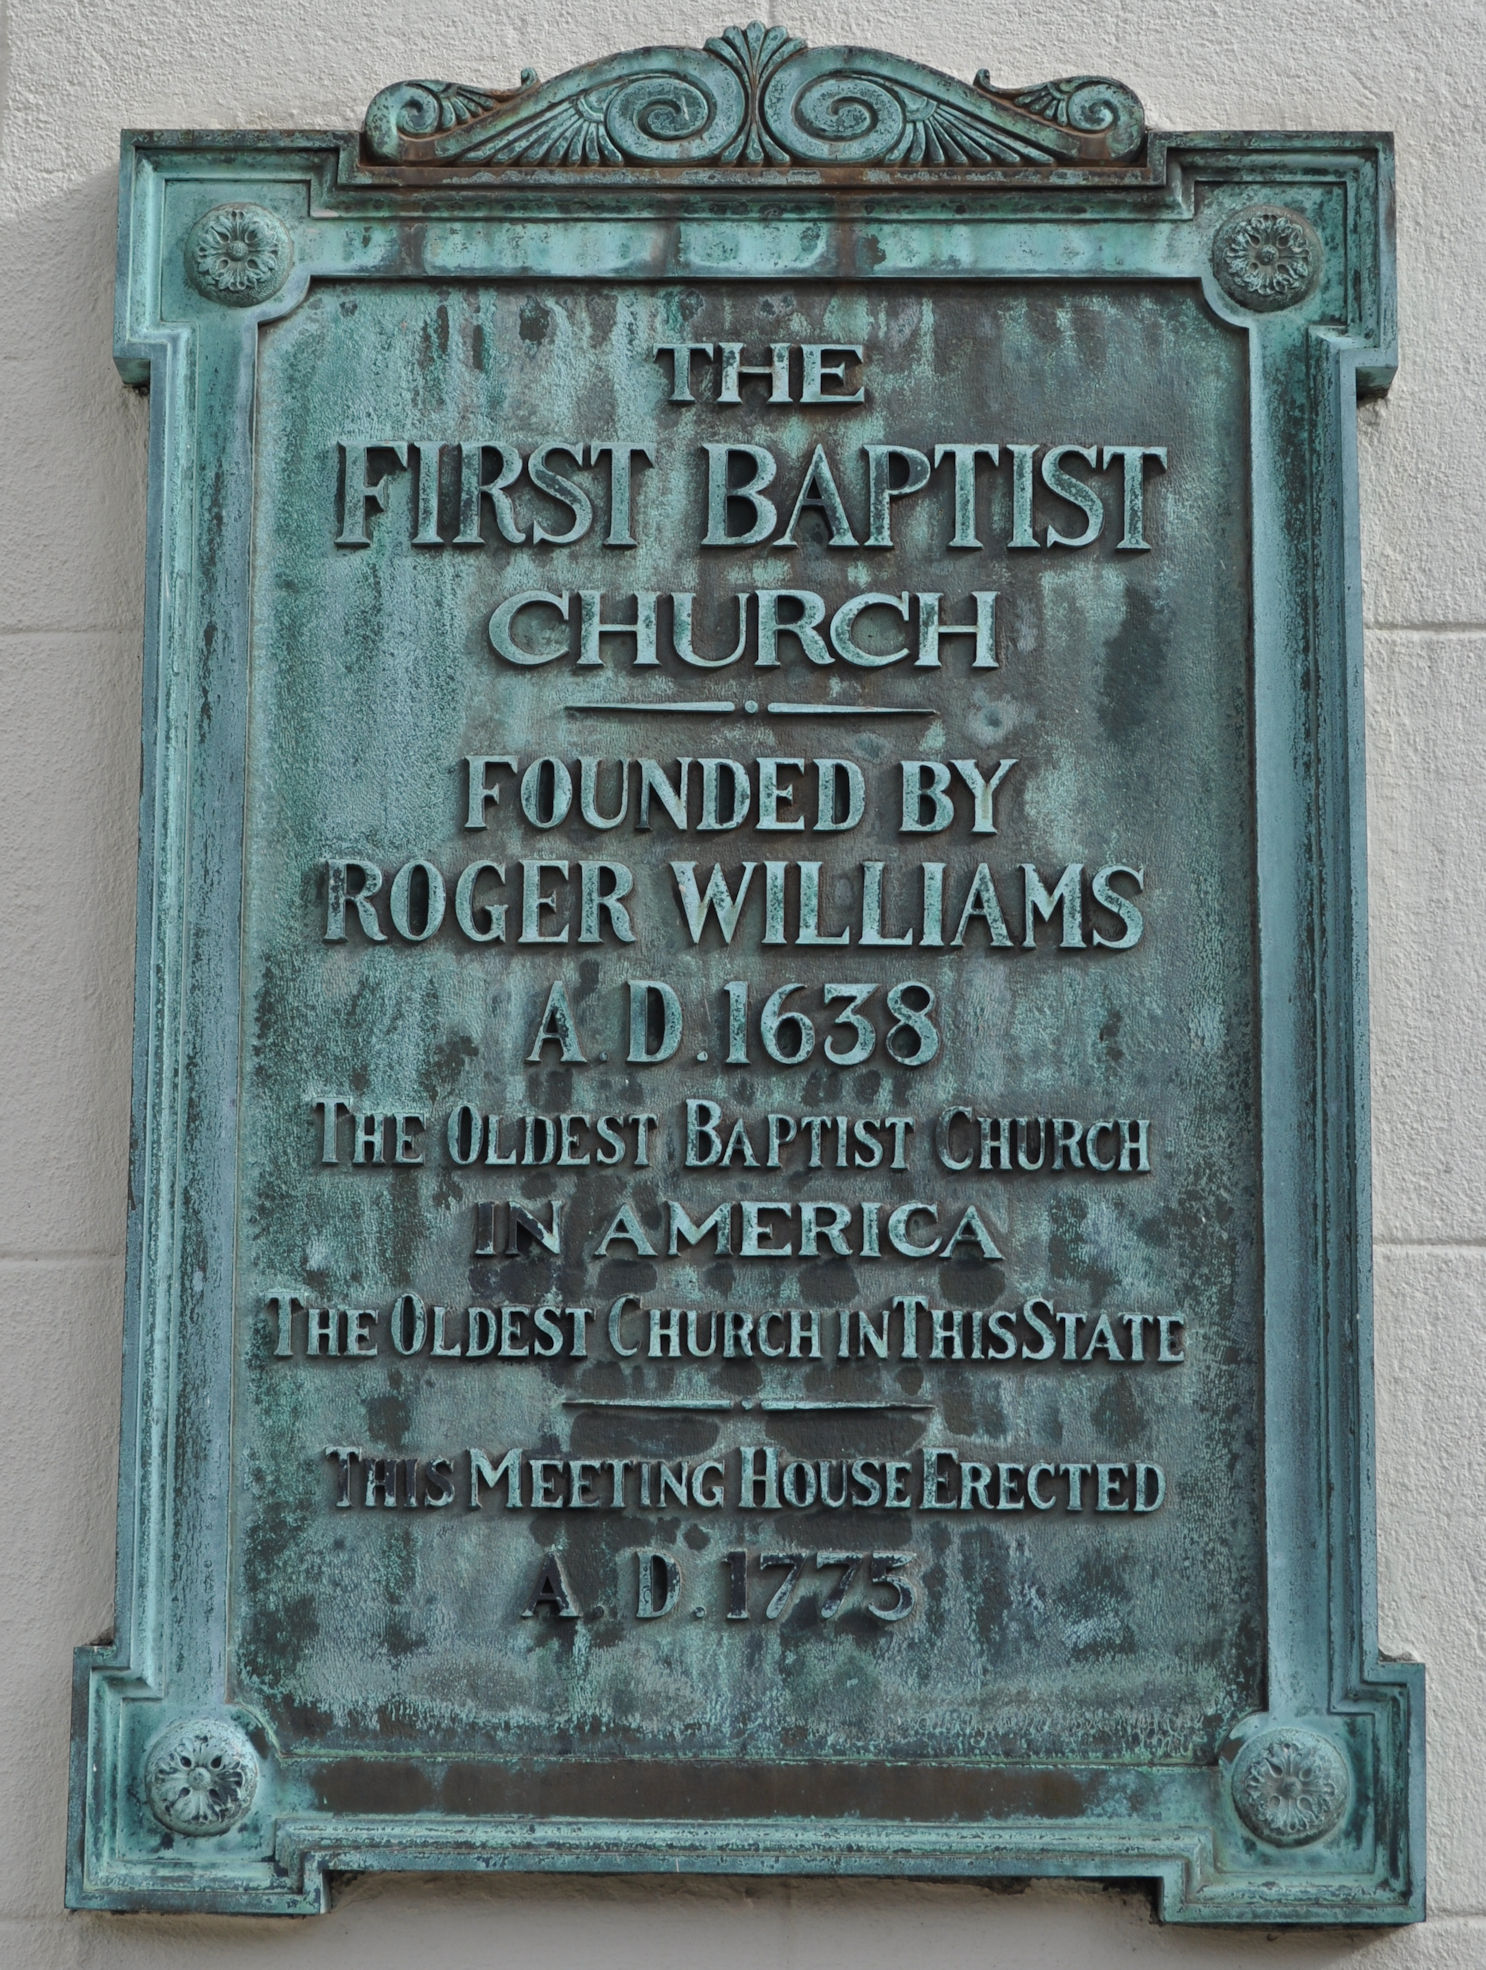 THE
FIRST BAPTIST
CHURCH
FOUNDED BY
ROGER WILLIAMS
A.D.1638
THE OLDEST BAPTIST CHURCH
IN AMERICA
THE OLDEST CHURCH IN THIS STATE
THIS MEETING HOUSE ERECTED
A.D.1775